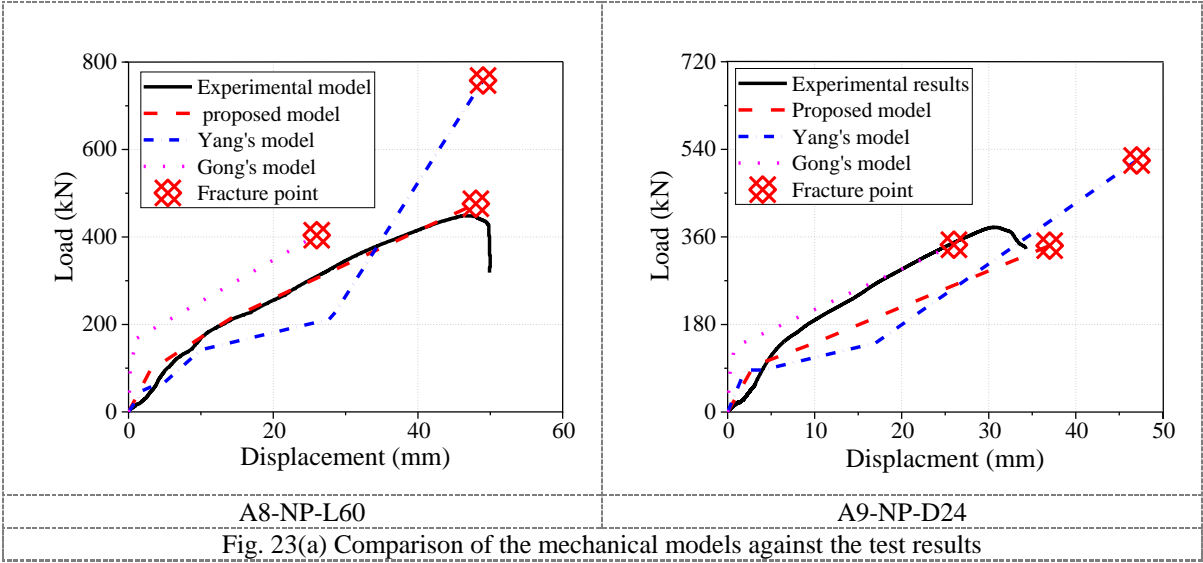 800
600
400
200
0
Load (kN)
Experimental model
proposed model
Yang's model
Gong's model
Fracture point
0 20 40 60
Displacement (mm)
720
540
360
180
0
Load (kN)
Experimental results
Proposed model
Yang's model
Gong's model
Fracture point
0 10 20 30 40 50
Displacment (mm)
A8-NP-L60
A9-NP-D24
Fig. 23(a) Comparison of the mechanical models against the test results